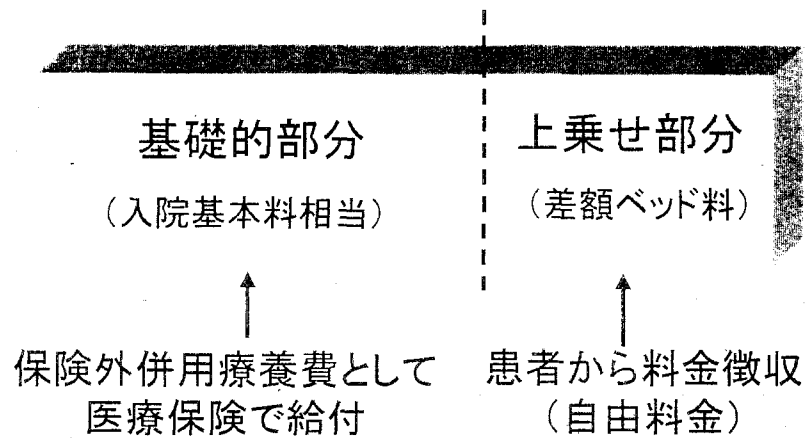 基礎的部分
（入院基本料相当）
上乗せ部分
（差額ベッド料）
保険外併用療養費として
医療保険で給付
患者から料金徴収
（自由料金）